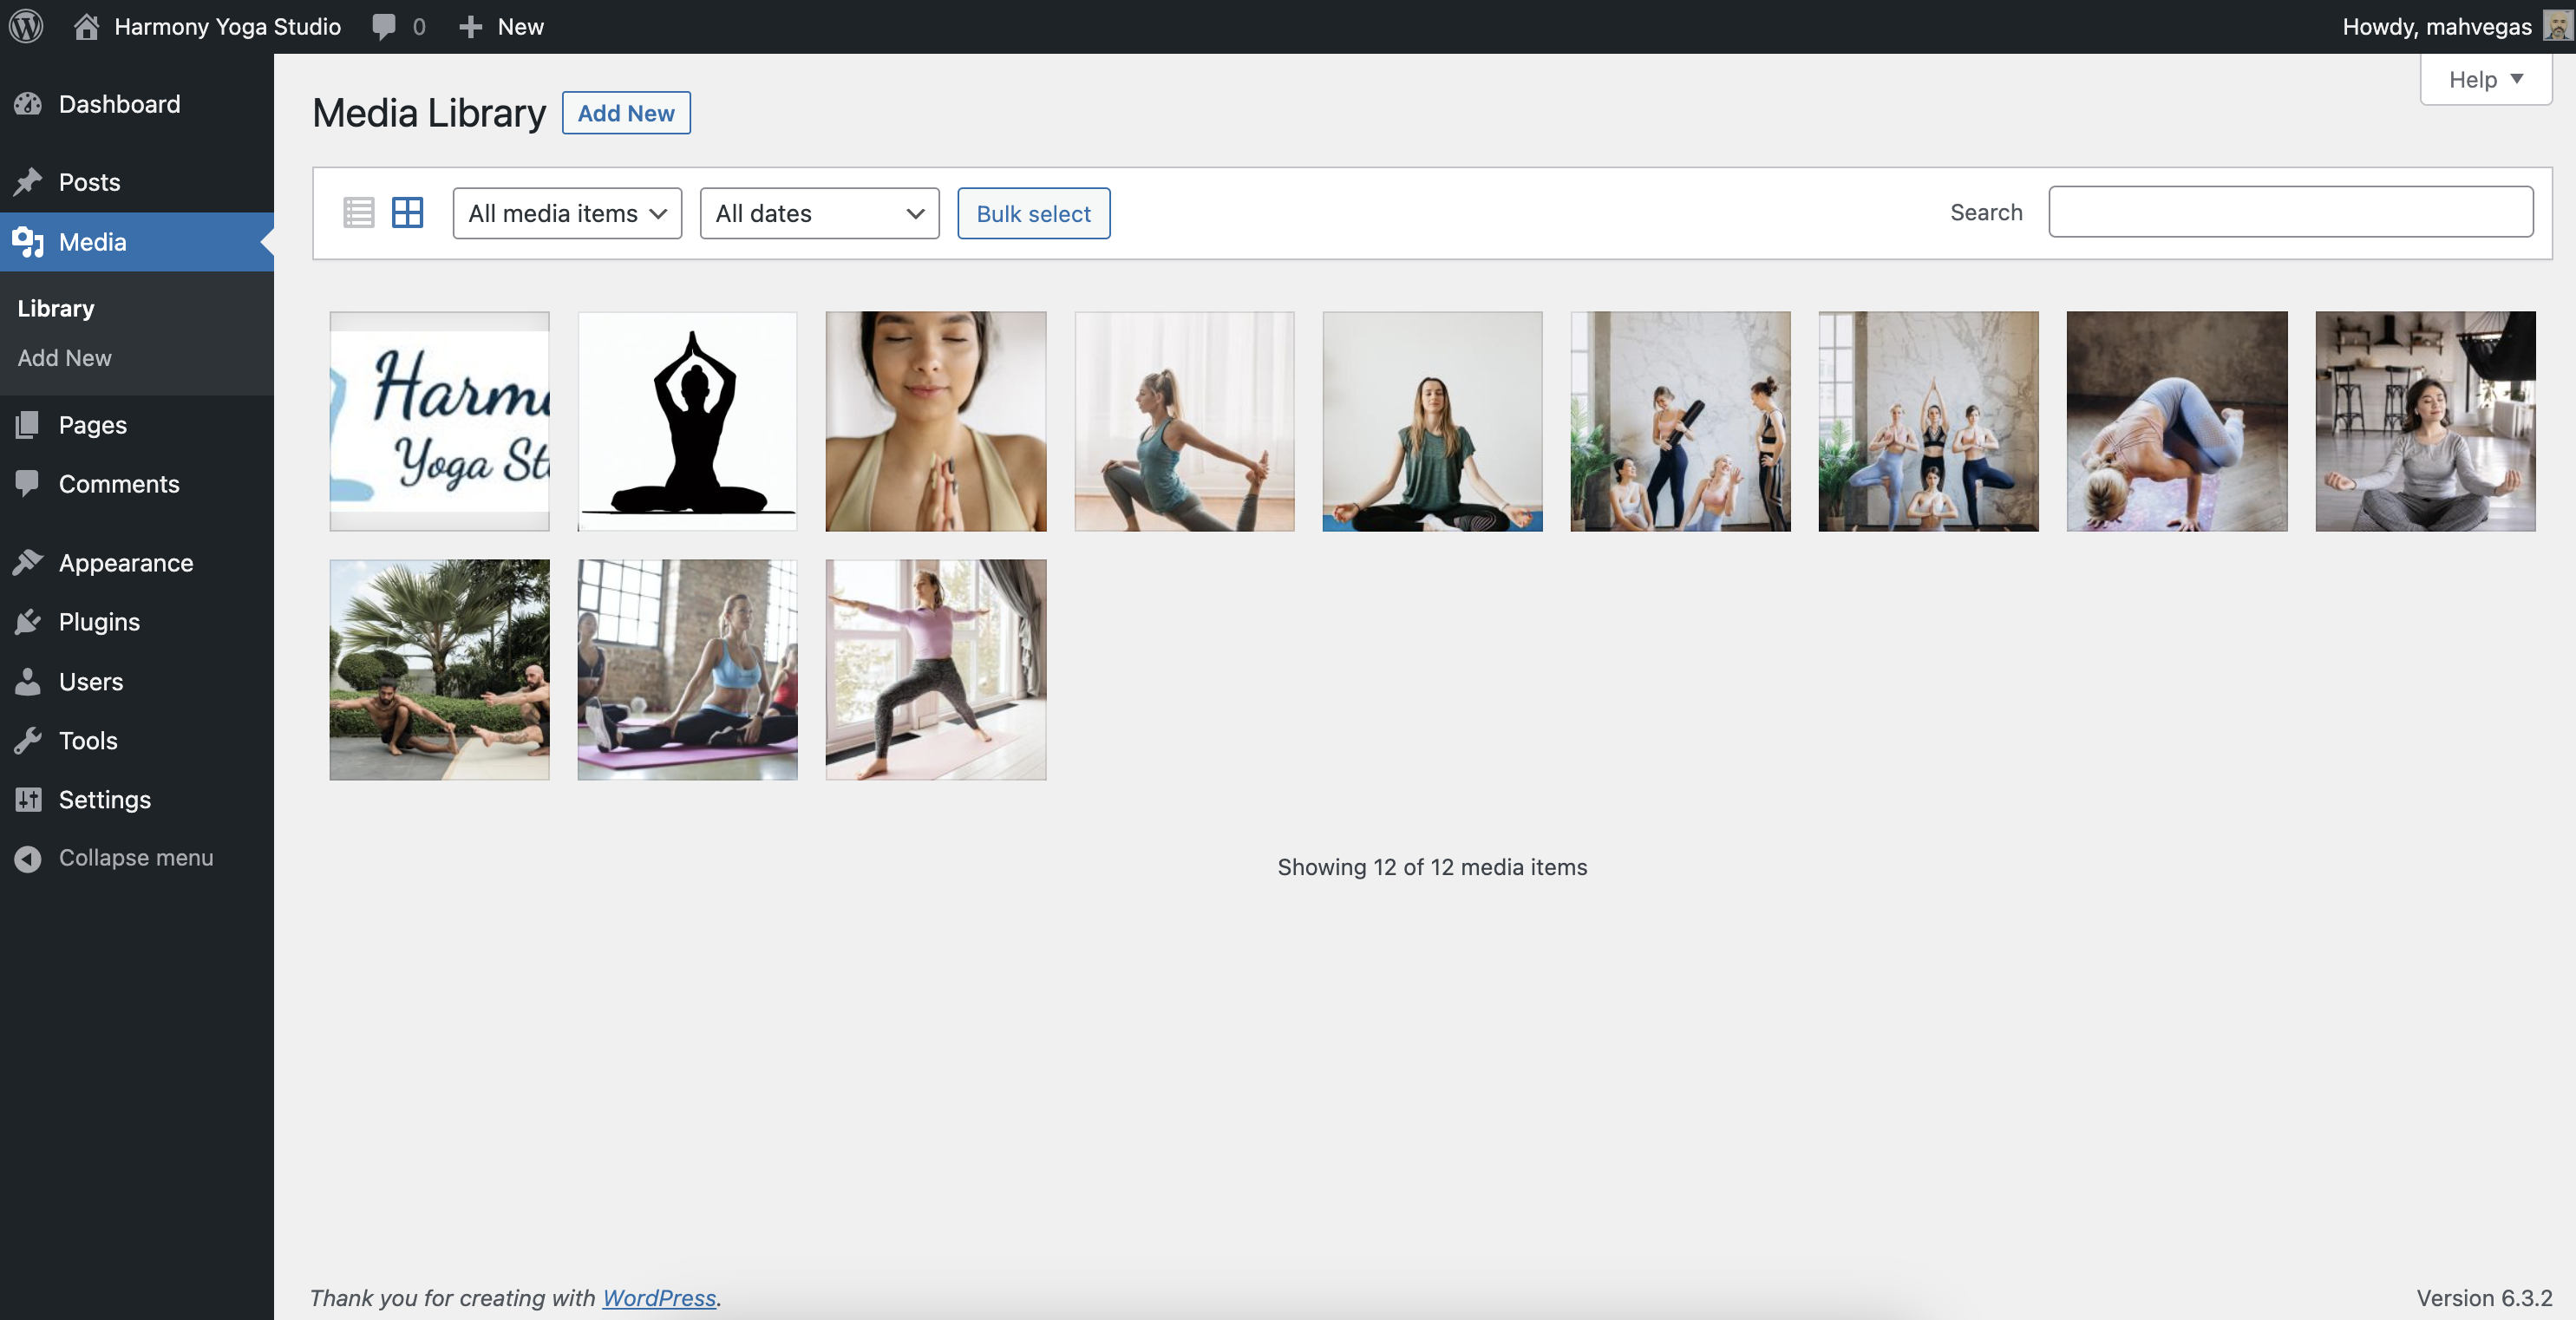 Harmony Yoga Studio 0 New Howdy, mahvegas
Help
Dashboard
Posts
Media
Library
Add New
Pages
Comments
Appearance
Plugins
Users
Tools
Settings
Collapse menu
Media Library Add New
All media items All dates Bulk select Search
Harm
Yoga St
Showing 12 of 12 media items
Thank you for creating with WordPress. Version 6.3.2